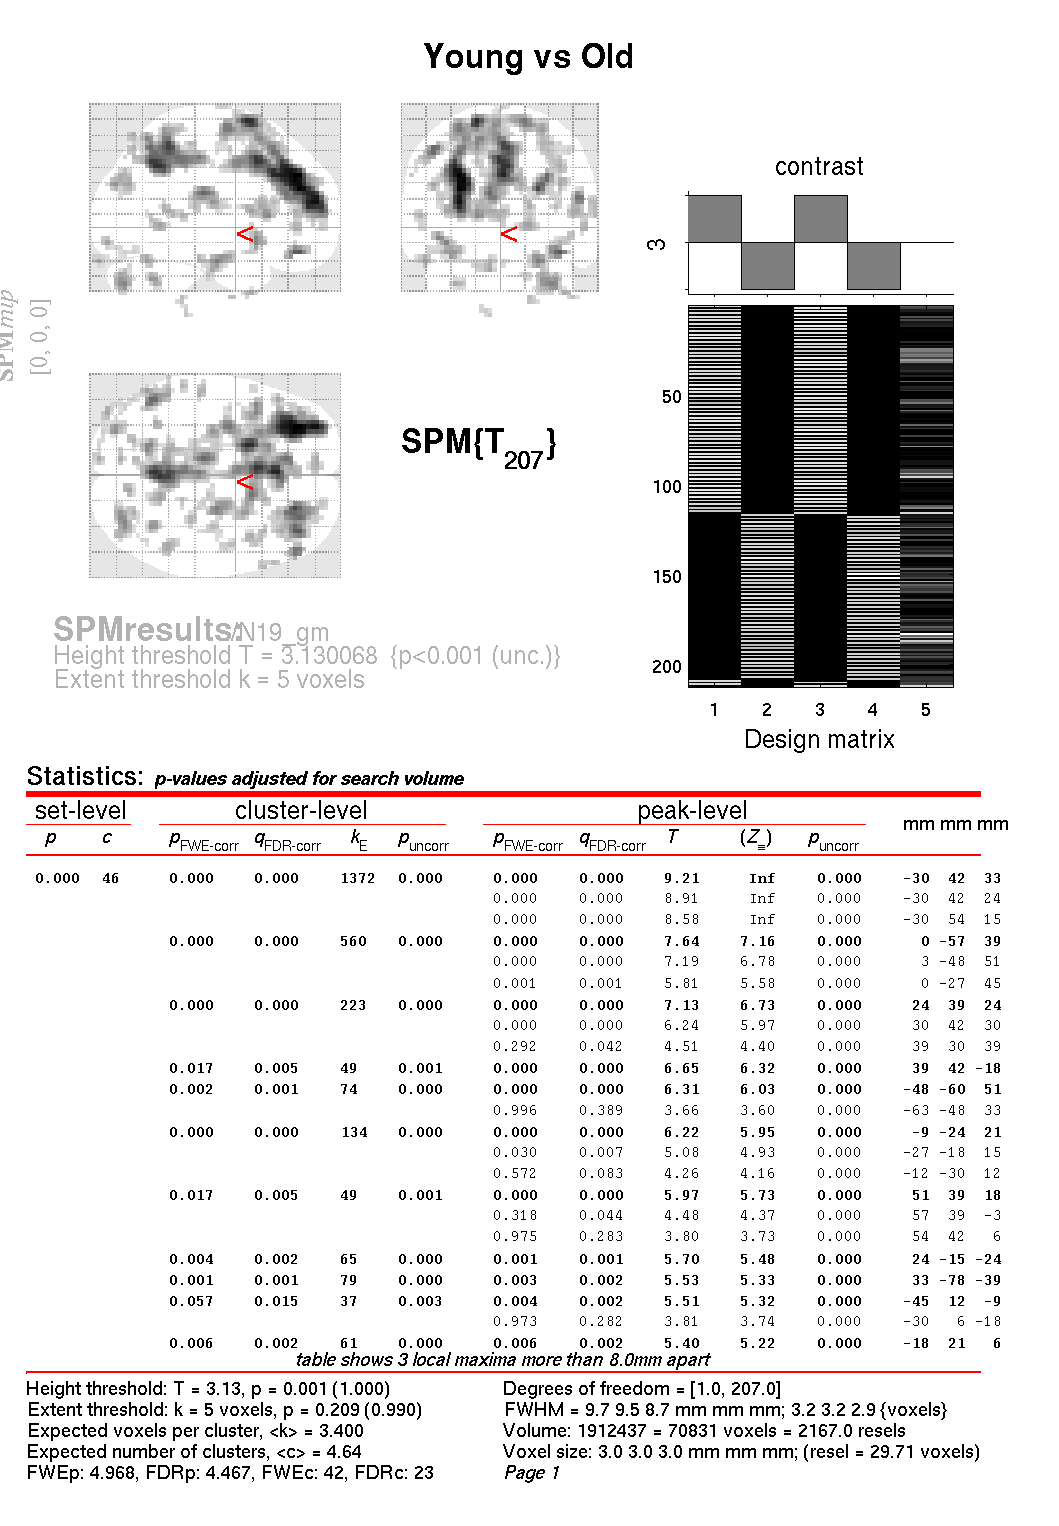 Young vs Old
contrast
3
SPMmip
[0, 0, 0]
<
<
<
SPM{T207}
50
100
150
200
1 2 3 4 5
Design matrix
SPMresults: ./N19_gm
Height threshold T = 3.130068 {p<0.001 (unc.)}
Extent threshold k = 5 voxels
Statistics: p-values adjusted for search volume
set-level cluster-level peak-level
p c pFWE-corr qFDR-corr kE puncorr pFWE-corr qFDR-corr T (Z≡) puncorr mm mm mm
0.000 46 0.000 0.000 1372 0.000 0.000 0.000 9.21 Inf 0.000 -30 42 33
0.000 0.000 8.91 Inf 0.000 -30 42 24
0.000 0.000 8.58 Inf 0.000 -30 54 15
0.000 0.000 560 0.000 0.000 0.000 7.64 7.16 0.000 0 -57 39
0.000 0.000 7.19 6.78 0.000 3 -48 51
0.001 0.001 5.81 5.58 0.000 0 -27 45
0.000 0.000 223 0.000 0.000 0.000 7.13 6.73 0.000 24 39 24
0.000 0.000 6.24 5.97 0.000 30 42 30
0.292 0.042 4.51 4.40 0.000 39 30 39
0.017 0.005 49 0.001 0.000 0.000 6.65 6.32 0.000 39 42 -18
0.002 0.001 74 0.000 0.000 0.000 6.31 6.03 0.000 -48 -60 51
0.996 0.389 3.66 3.60 0.000 -63 -48 33
0.000 0.000 134 0.000 0.000 0.000 6.22 5.95 0.000 -9 -24 21
0.030 0.007 5.08 4.93 0.000 -27 -18 15
0.572 0.083 4.26 4.16 0.000 -12 -30 12
0.017 0.005 49 0.001 0.000 0.000 5.97 5.73 0.000 51 39 18
0.318 0.044 4.48 4.37 0.000 57 39 -3
0.975 0.283 3.80 3.73 0.000 54 42 6
0.004 0.002 65 0.000 0.001 0.001 5.70 5.48 0.000 24 -15 -24
0.001 0.001 79 0.000 0.003 0.002 5.53 5.33 0.000 33 -78 -39
0.057 0.015 37 0.003 0.004 0.002 5.51 5.32 0.000 -45 12 -9
0.973 0.282 3.81 3.74 0.000 -30 6 -18
0.006 0.002 61 0.000 0.006 0.002 5.40 5.22 0.000 -18 21 6
table shows 3 local maxima more than 8.0mm apart
Height threshold: T = 3.13, p = 0.001 (1.000)
Extent threshold: k = 5 voxels, p = 0.209 (0.990)
Expected voxels per cluster, <k> = 3.400
Expected number of clusters, <c> = 4.64
FWEp: 4.968, FDRp: 4.467, FWEc: 42, FDRc: 23
Degrees of freedom = [1.0, 207.0]
FWHM = 9.7 9.5 8.7 mm mm mm; 3.2 3.2 2.9 {voxels}
Volume: 1912437 = 70831 voxels = 2167.0 resels
Voxel size: 3.0 3.0 3.0 mm mm mm; (resel = 29.71 voxels)
Page 1